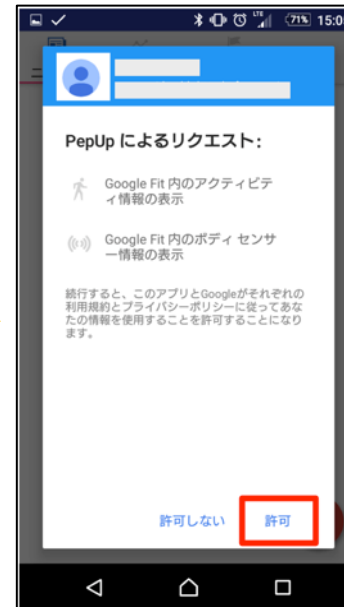 LTE 71% 15:0
PepUp によるリクエスト:
Google Fit 内のアクティビテ
ィ情報の表示
Google Fit 内のボディ センサ
ー情報の表示
続行すると、このアプリとGoogleがそれぞれの
利用規約とプライバシーポリシーに従ってあな
たの情報を使用することを許可することになり
ます。
許可しない 許可